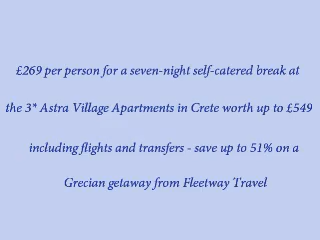 £269 per person for a seven-night self-catered break at
the 3* Astra Village Apartments in Crete worth up to £549
including flights and transfers - save up to 51% on a
Grecian getaway from Fleetway Travel